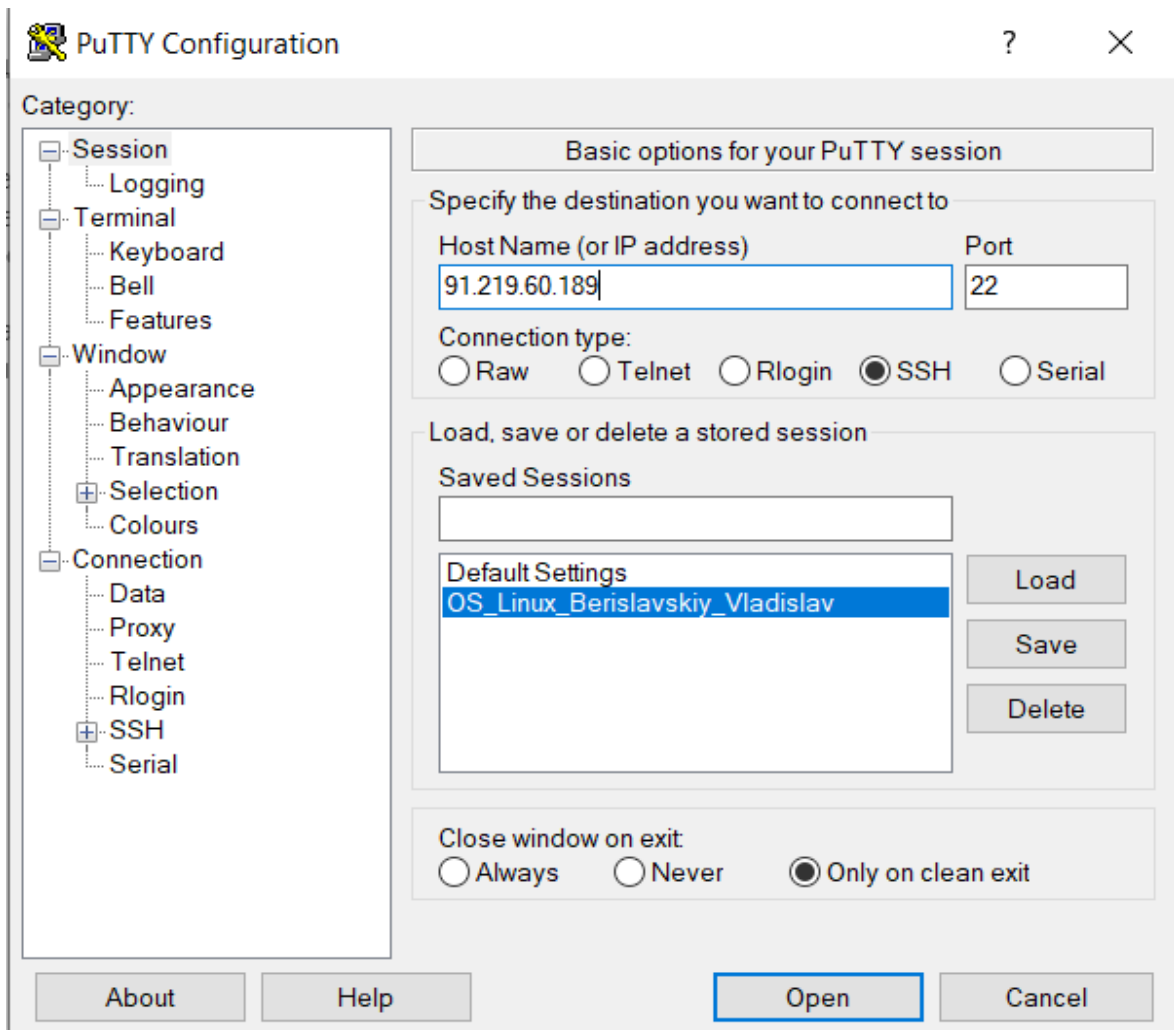 PuTTY Configuration
?
Category:
Session
Logging
Terminal
Keyboard
Bell
Features
Window
Appearance
Behaviour
Translation
Selection
Colours
Connection
Data
Proxy
Telnet
Rlogin
SSH
Serial
Basic options for your PuTTY session
Specify the destination you want to connect to
Host Name (or IP address) Port
91.219.60.189 22
Connection type:
Raw Telnet Rlogin SSH Serial
Load, save or delete a stored session
Saved Sessions
Default Settings
OS_Linux_Berislavskiy_Vladislav
Load
Save
Delete
Close window on exit:
Always Never Only on clean exit
About Help Open Cancel